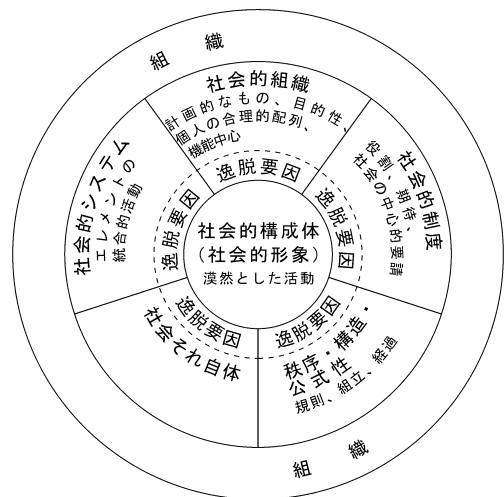 組織
社会的組織
計画的なもの、目的性、
個人の合理的配列、
機能中心
逸脱要因
社会的制度
役割、期待、
社会の中心的要請
逸脱要因
秩序・構造・
公式性
規則、組立、経過
逸脱要因
社会それ自体
逸脱要因
社会的システム
エレメントの
統合的活動
逸脱要因
社会的構成体
(社会的形象)
漠然とした活動
組織